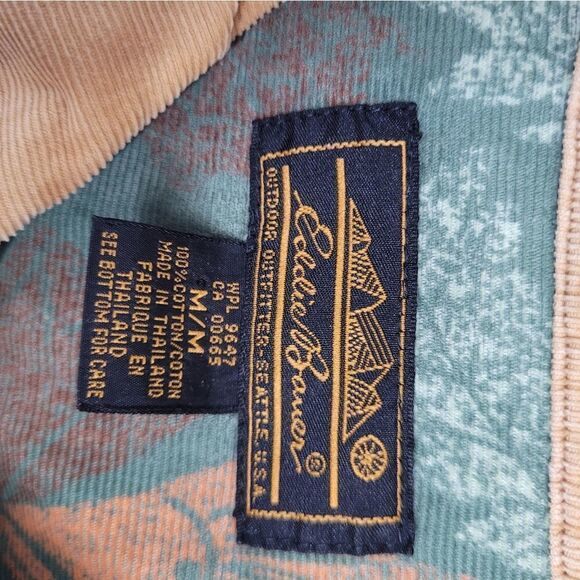 Eddie Bauer ©
OUTDOOR OUTFITTER-SEATTLE, U.S.A.
WPL 9647
CA 00665
M/M
100% COTTON/COTON
MADE IN THAILAND
FABRIQUE EN
THAILAND
SEE BOTTOM FOR CARE